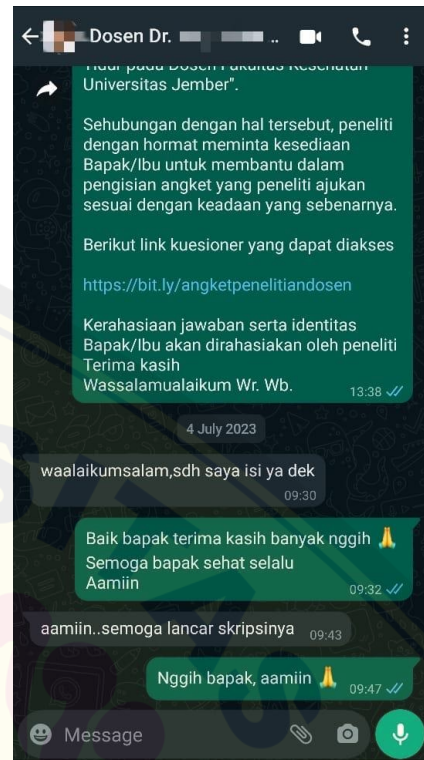 Dosen Dr.
Tidur pada Dosen Fakultas Kesehatan
Universitas Jember".
Sehubungan dengan hal tersebut, peneliti
dengan hormat meminta kesediaan
Bapak/Ibu untuk membantu dalam
pengisian angket yang peneliti ajukan
sesuai dengan keadaan yang sebenarnya.
Berikut link kuesioner yang dapat diakses
https://bit.ly/angketpenelitiandosen
Kerahasiaan jawaban serta identitas
Bapak/Ibu akan dirahasiakan oleh peneliti
Terima kasih
Wassalamualaikum Wr. Wb.
13:38
4 July 2023
waalaikumsalam,sdh saya isi ya dek
09:30
Baik bapak terima kasih banyak nggih 🙏
Semoga bapak sehat selalu
Aamiin
09:32
aamiin..semoga lancar skripsinya 09:43
Nggih bapak, aamiin 🙏 09:47
Message